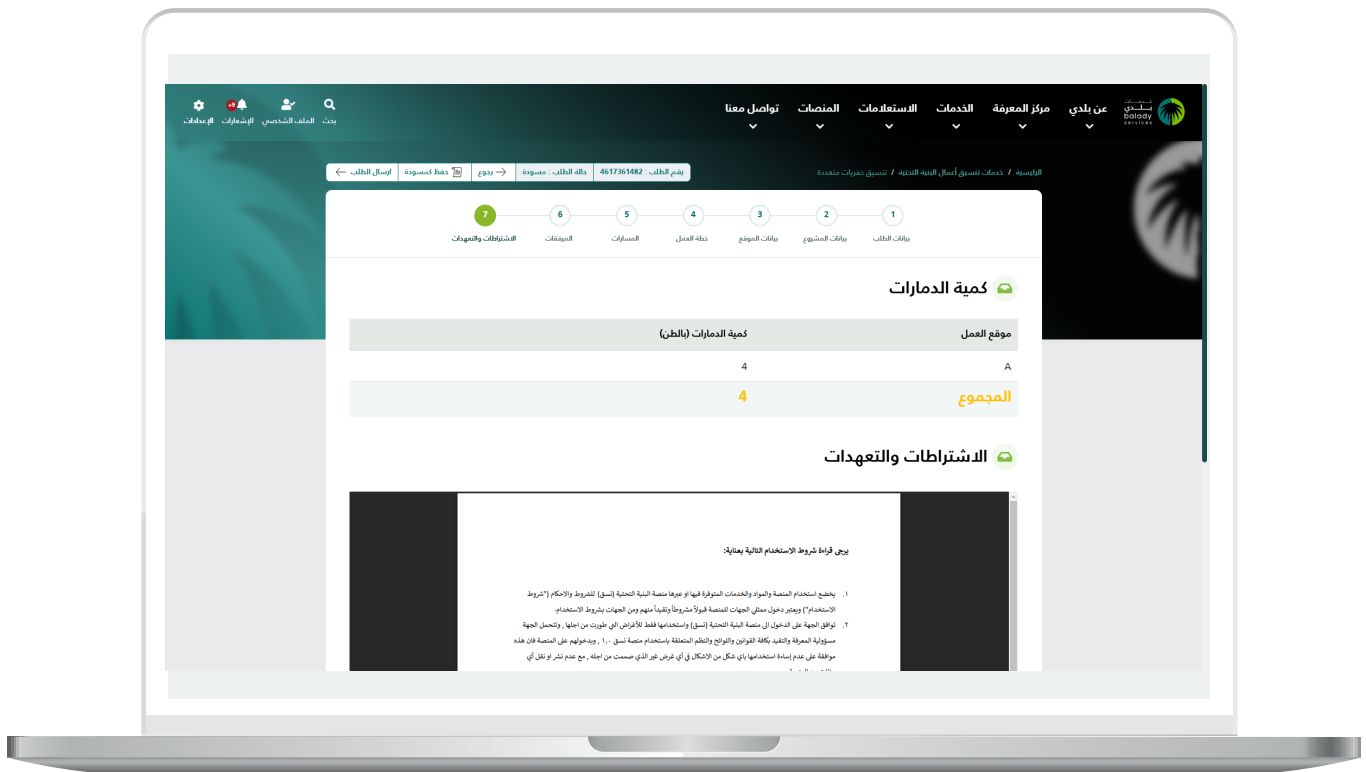 خدمات
بلدي
balady
services
عن بلدي
مركز المعرفة
الخدمات
الاستعلامات
المنصات
تواصل معنا
بحث
الملف الشخصي
+9
الإشعارات
الإعدادات
الرئيسية / خدمات تنسيق أعمال البنية التحتية / تنسيق حفريات متعددة
رقم الطلب : 4617361482
حالة الطلب : مسودة
رجوع
حفظ كمسودة
ارسال الطلب
1
بيانات الطلب
2
بيانات المشروع
3
بيانات الموقع
4
خطة العمل
5
المسارات
6
المرفقات
7
الاشتراطات والتعهدات
كمية الدمارات
موقع العمل كمية الدمارات (بالطن)
A 4
المجموع 4
الاشتراطات والتعهدات
يرجى قراءة شروط الاستخدام التالية بعناية:
١. يخضع استخدام المنصة والمواد والخدمات المتوفرة فيها او عبرها منصة البنية التحتية (نسق) للشروط والاحكام ("شروط
الاستخدام") ويعتبر دخول ممثلي الجهات للمنصة قبولاً مشروطاً وتقيداً منهم ومن الجهات بشروط الاستخدام.
٢. توافق الجهة على الدخول الى منصة البنية التحتية (نسق) واستخدامها فقط للأغراض التي طورت من اجلها , وتتحمل الجهة
مسؤولية المعرفة والتقيد بكافة القوانين واللوائح والنظم المتعلقة باستخدام منصة نسق ١,٠ , وبدخولهم على المنصة فان هذه
موافقة على عدم إساءة استخدامها باي شكل من الاشكال في أي غرض غير الذي صممت من اجله , مع عدم نشر او نقل أي